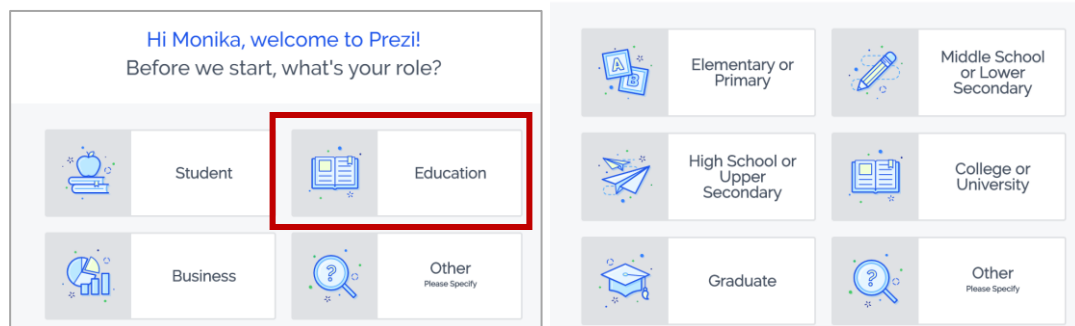 Hi Monika, welcome to Prezi!
Before we start, what's your role?
Student
Education
Business
Other
Please Specify
A
B
Elementary or
Primary
Middle School
or Lower
Secondary
High School or
Upper
Secondary
College or
University
Graduate
?
Other
Please Specify
?